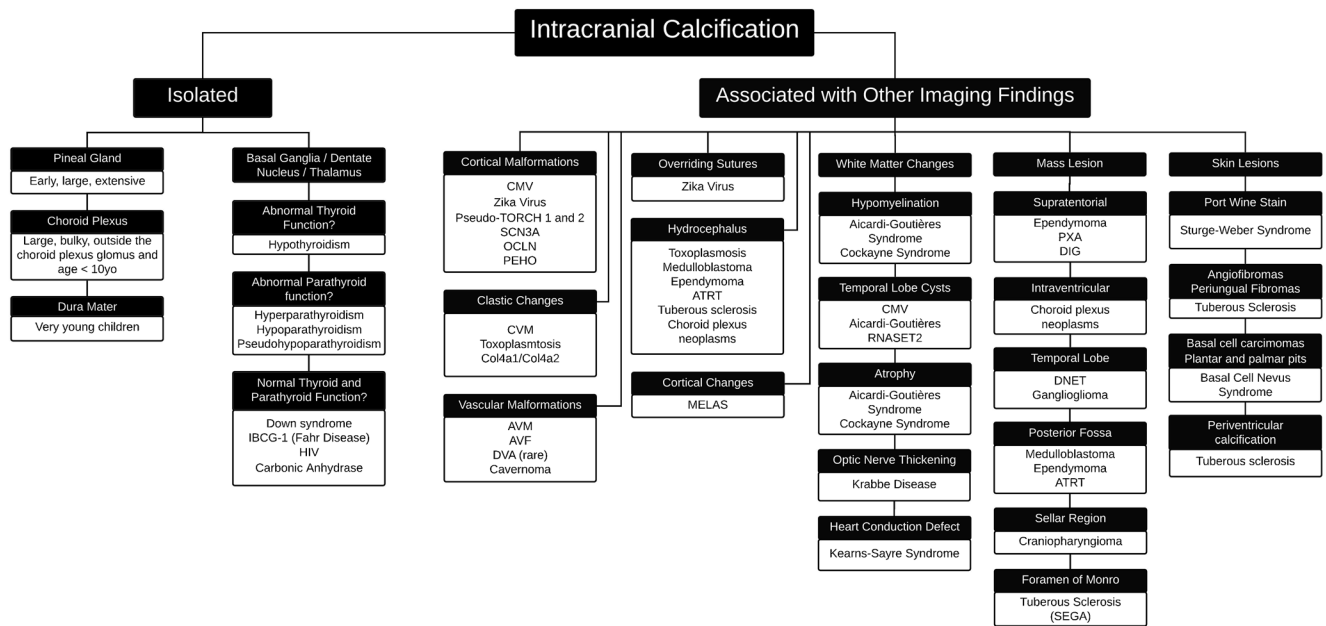 Intracranial Calcification
Isolated
Associated with Other Imaging Findings
Pineal Gland
Early, large, extensive
Choroid Plexus
Large, bulky, outside the
choroid plexus glomus and
age < 10yo
Dura Mater
Very young children
Basal Ganglia / Dentate
Nucleus / Thalamus
Abnormal Thyroid
Function?
Hypothyroidism
Abnormal Parathyroid
function?
Hyperparathyroidism
Hypoparathyroidism
Pseudohypoparathyroidism
Normal Thyroid and
Parathyroid Function?
Down syndrome
IBCG-1 (Fahr Disease)
HIV
Carbonic Anhydrase
Cortical Malformations
CMV
Zika Virus
Pseudo-TORCH 1 and 2
SCN3A
OCLN
PEHO
Clastic Changes
CVM
Toxoplasmtosis
Col4a1/Col4a2
Vascular Malformations
AVM
AVF
DVA (rare)
Cavernoma
Overriding Sutures
Zika Virus
Hydrocephalus
Toxoplasmosis
Medulloblastoma
Ependymoma
ATRT
Tuberous sclerosis
Choroid plexus
neoplasms
Cortical Changes
MELAS
White Matter Changes
Hypomyelination
Aicardi-Goutières
Syndrome
Cockayne Syndrome
Temporal Lobe Cysts
CMV
Aicardi-Goutières
RNASET2
Atrophy
Aicardi-Goutières
Syndrome
Cockayne Syndrome
Optic Nerve Thickening
Krabbe Disease
Heart Conduction Defect
Kearns-Sayre Syndrome
Mass Lesion
Supratentorial
Ependymoma
PXA
DIG
Intraventricular
Choroid plexus
neoplasms
Temporal Lobe
DNET
Ganglioglioma
Posterior Fossa
Medulloblastoma
Ependymoma
ATRT
Sellar Region
Craniopharyngioma
Foramen of Monro
Tuberous Sclerosis
(SEGA)
Skin Lesions
Port Wine Stain
Sturge-Weber Syndrome
Angiofibromas
Periungual Fibromas
Tuberous Sclerosis
Basal cell carcimomas
Plantar and palmar pits
Basal Cell Nevus
Syndrome
Periventricular
calcification
Tuberous sclerosis